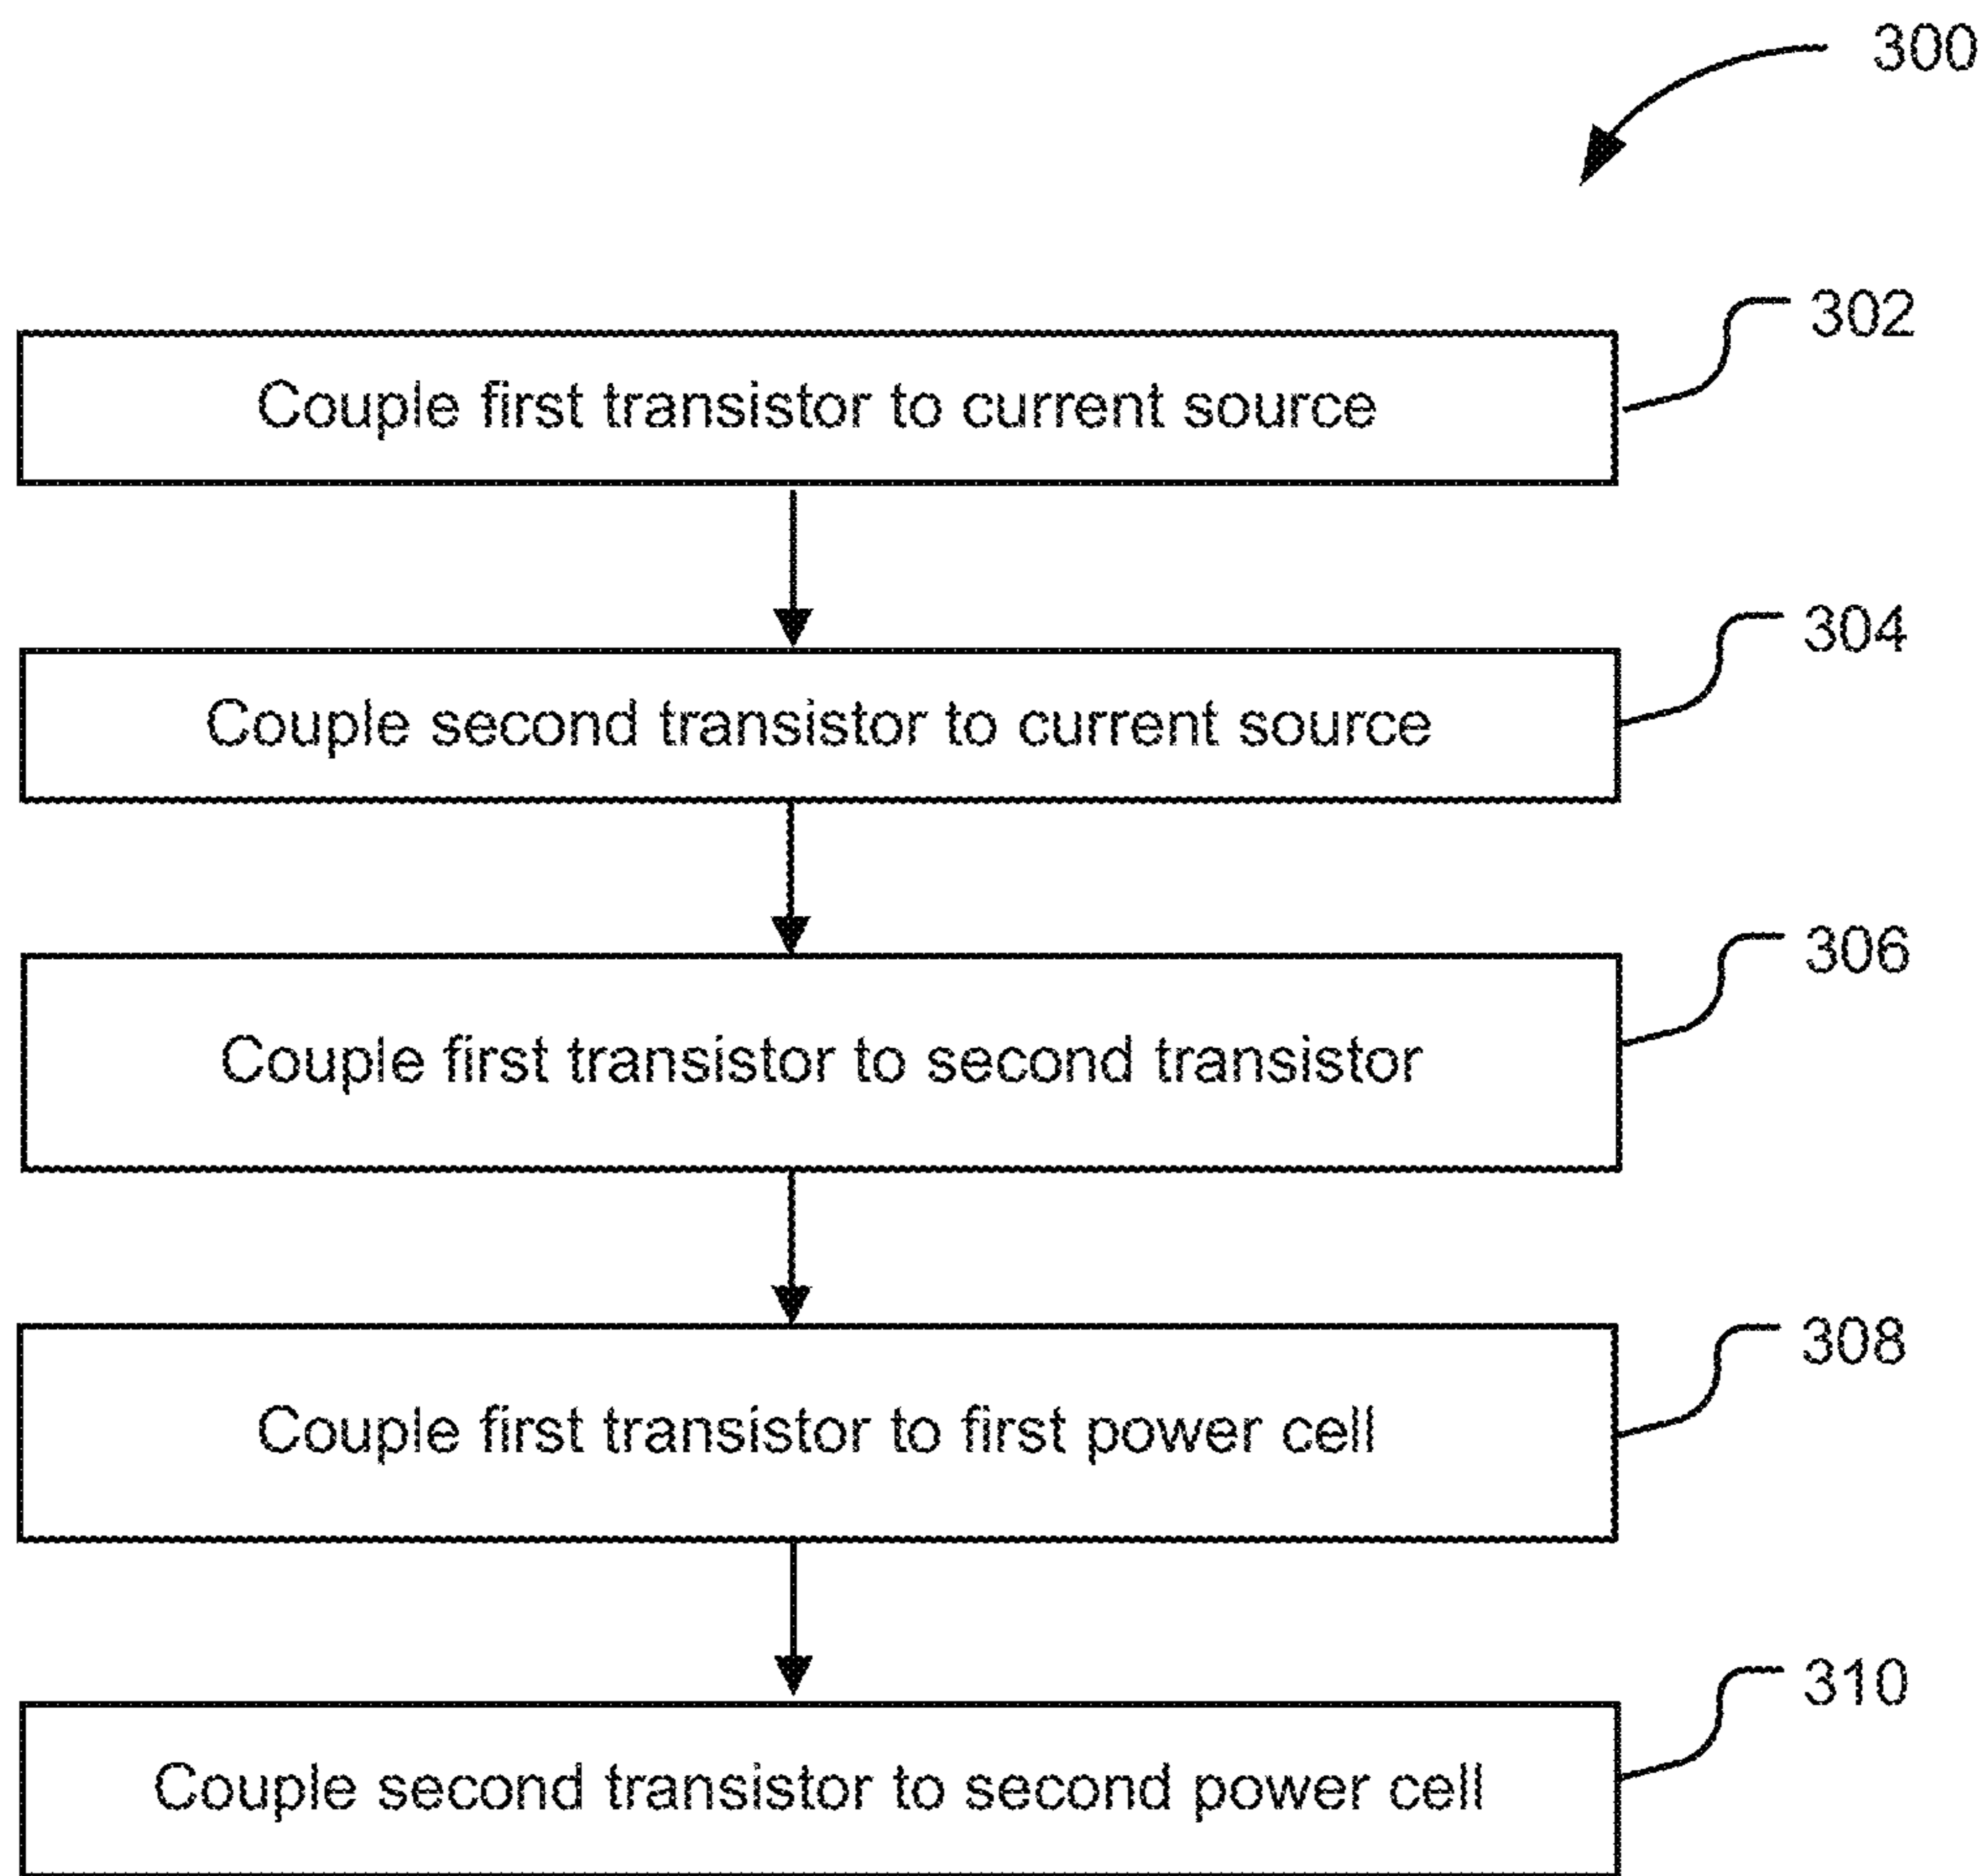 300
302
Couple first transistor to current source
304
Couple second transistor to current source
306
Couple first transistor to second transistor
308
Couple first transistor to first power cell
310
Couple second transistor to second power cell